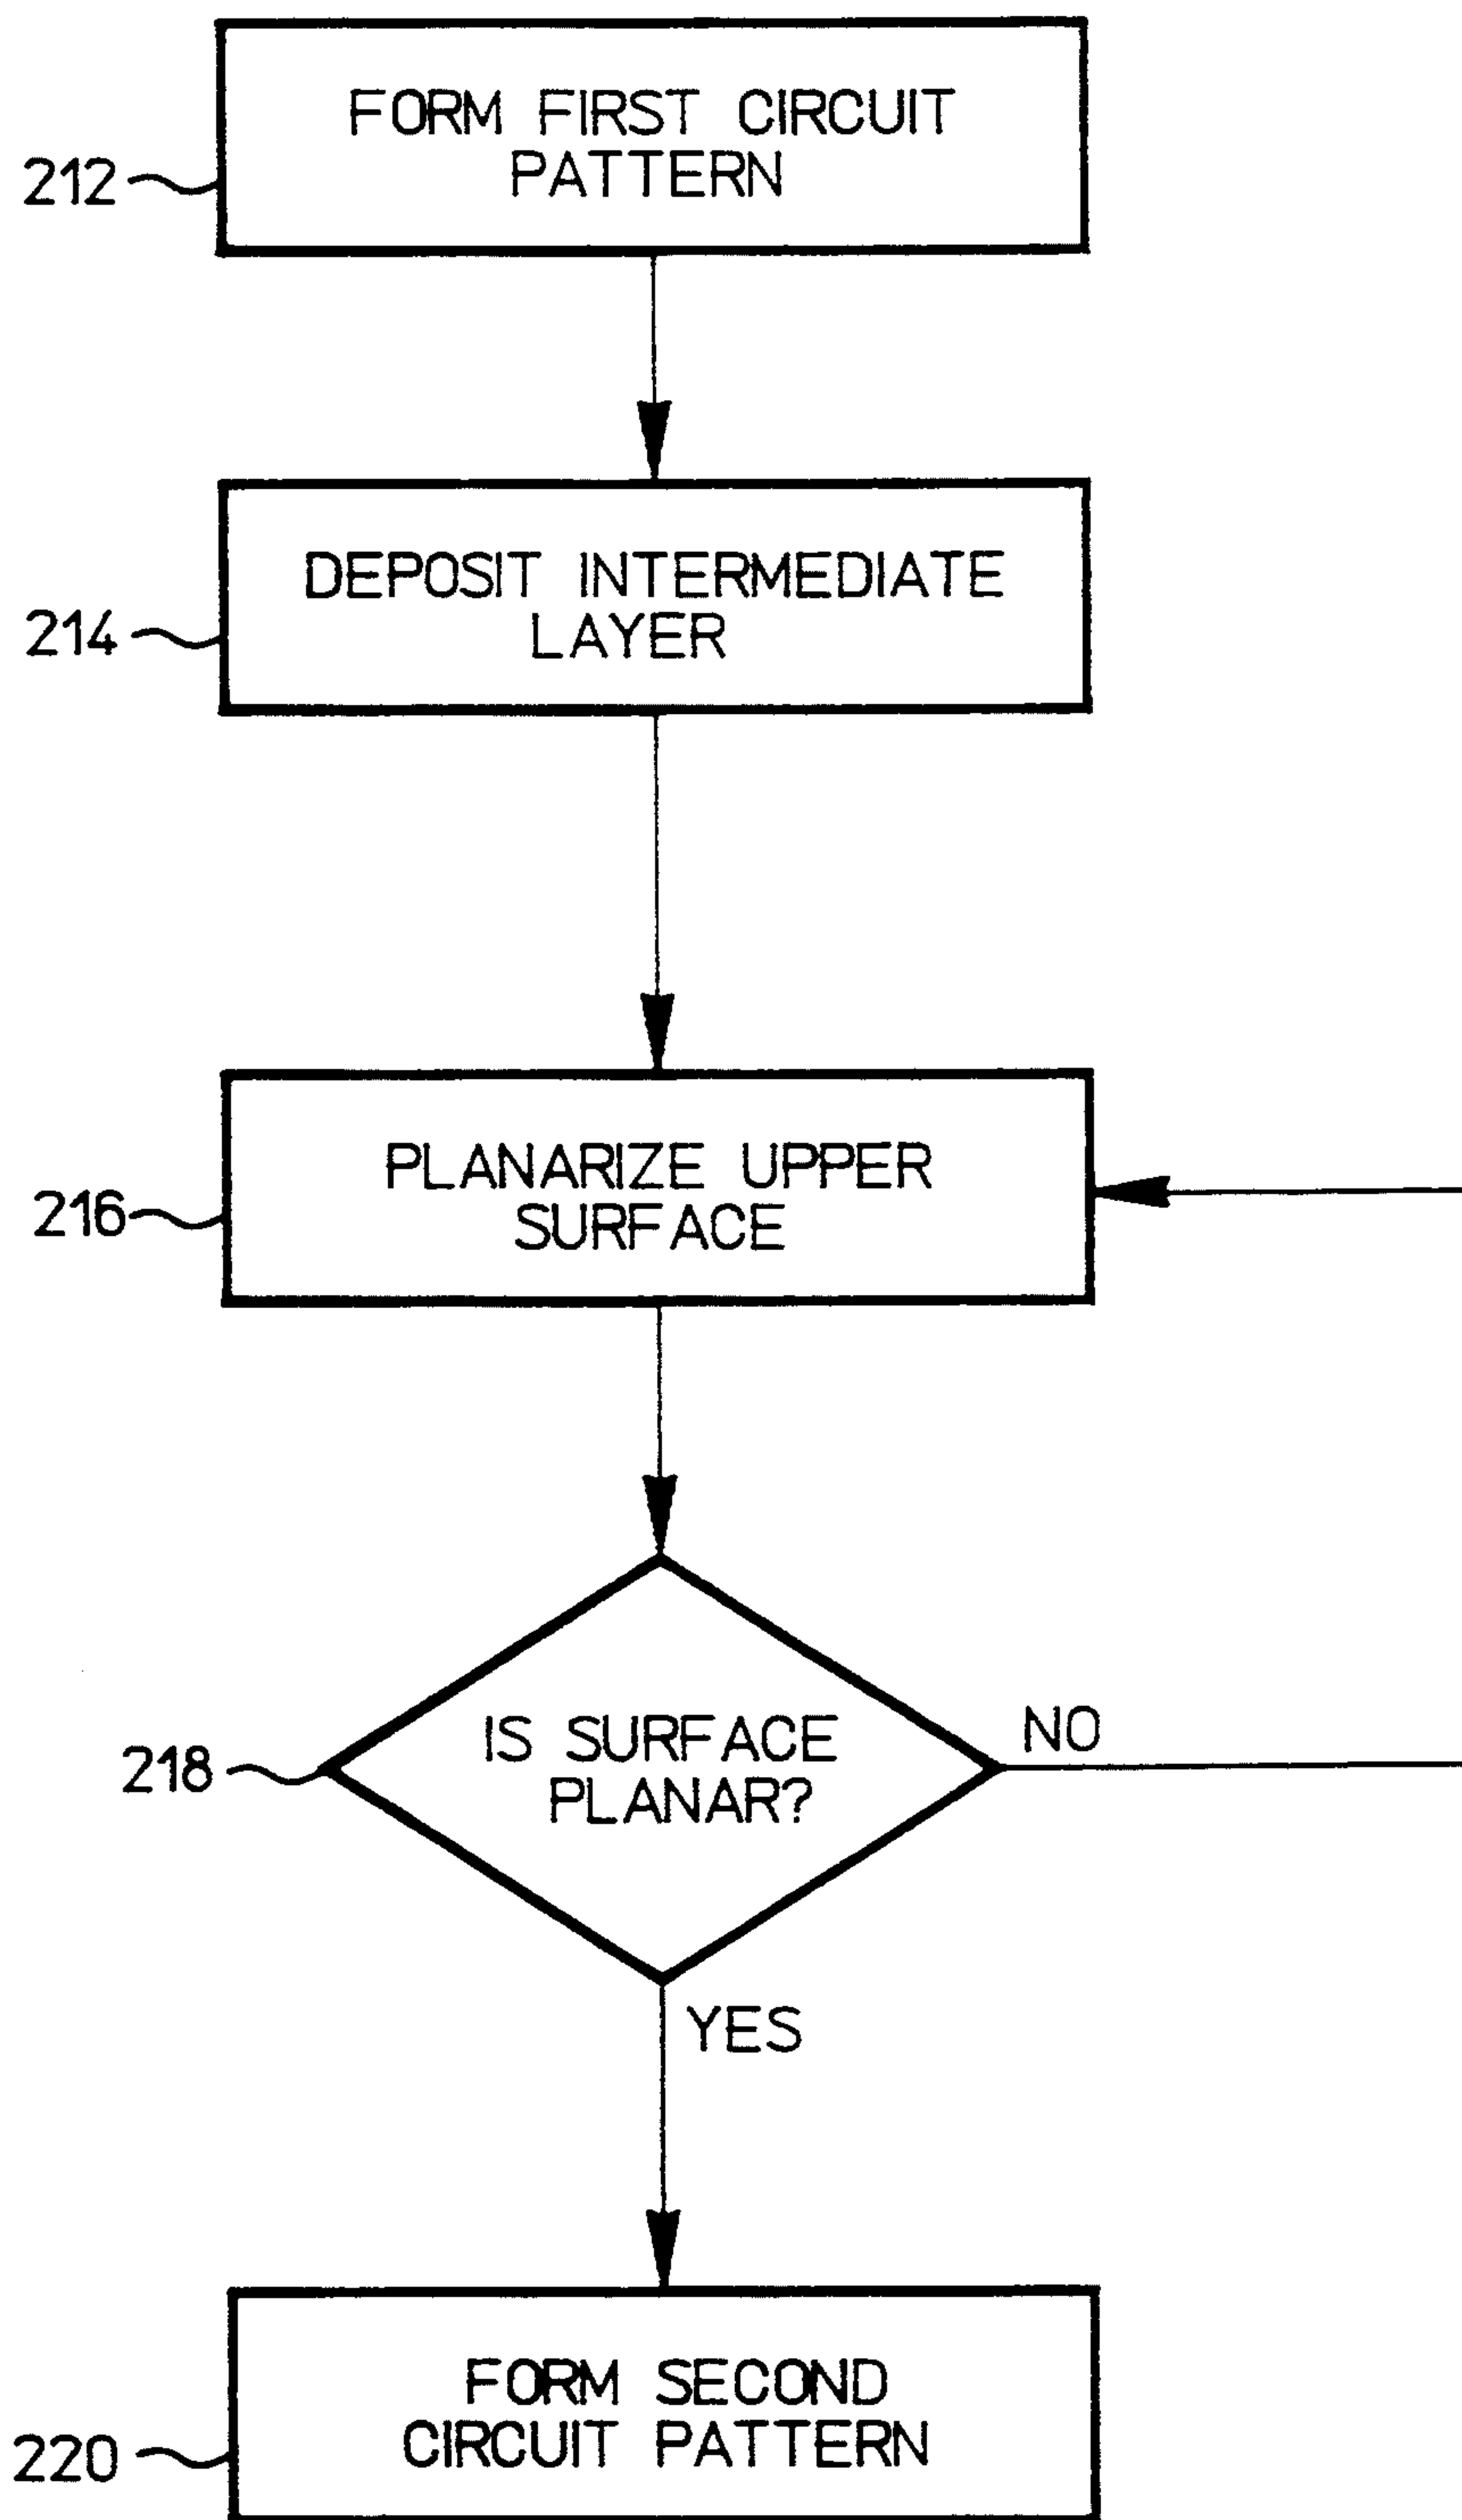 FORM FIRST CIRCUIT
PATTERN
212
DEPOSIT INTERMEDIATE
LAYER
214
PLANARIZE UPPER
SURFACE
216
IS SURFACE
PLANAR?
NO
218
YES
FORM SECOND
CIRCUIT PATTERN
220